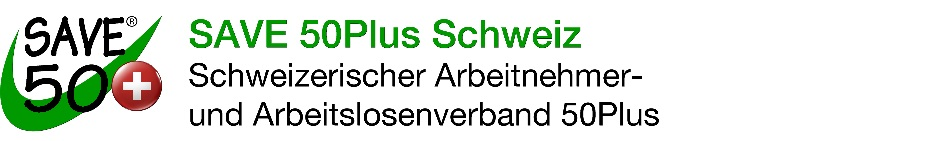 SAVE®
50
SAVE 50Plus Schweiz
Schweizerischer Arbeitnehmer-
und Arbeitslosenverband 50Plus